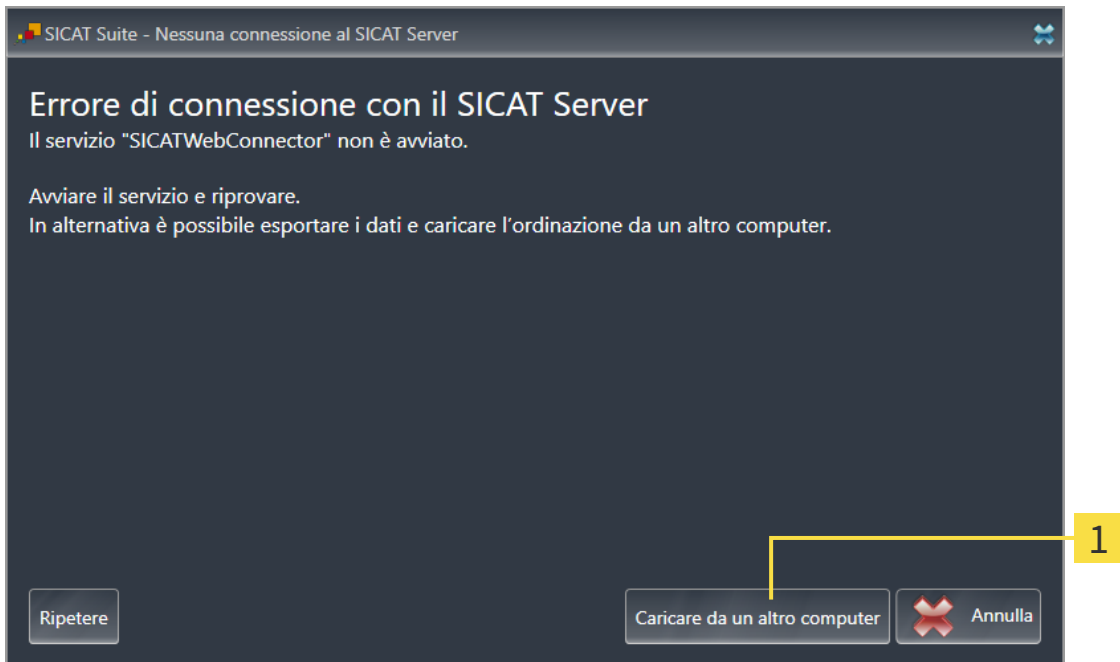 SICAT Suite - Nessuna connessione al SICAT Server
Errore di connessione con il SICAT Server
Il servizio "SICATWebConnector" non è avviato.
Avviare il servizio e riprovare.
In alternativa è possibile esportare i dati e caricare l’ordinazione da un altro computer.
1
Ripetere
Caricare da un altro computer
Annulla